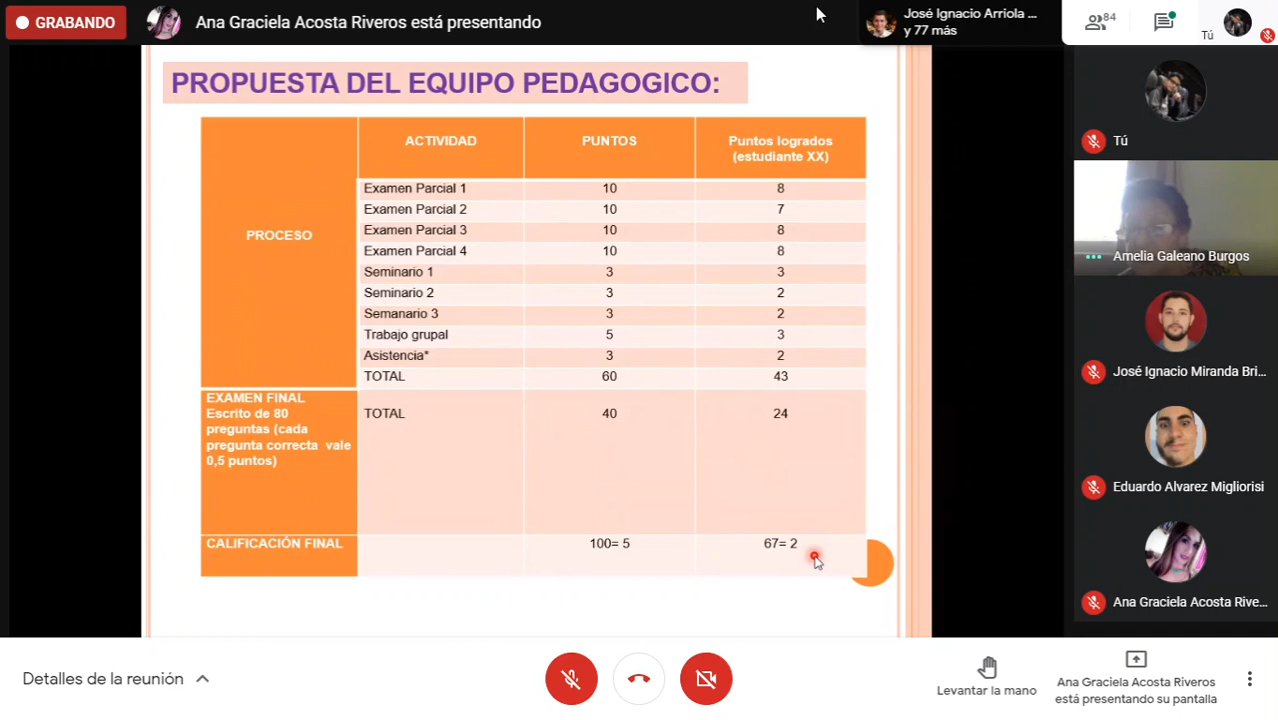 GRABANDO
Ana Graciela Acosta Riveros está presentando
José Ignacio Arriola ...
y 77 más
84
Tú
PROPUESTA DEL EQUIPO PEDAGOGICO:
PROCESO
ACTIVIDAD
PUNTOS
Puntos logrados
(estudiante XX)
Examen Parcial 1 10 8
Examen Parcial 2 10 7
Examen Parcial 3 10 8
Examen Parcial 4 10 8
Seminario 1 3 3
Seminario 2 3 2
Semanario 3 3 2
Trabajo grupal 5 3
Asistencia* 3 2
TOTAL 60 43
EXAMEN FINAL
Escrito de 80
preguntas (cada
pregunta correcta vale
0,5 puntos)
TOTAL 40 24
CALIFICACIÓN FINAL 100= 5 67= 2
Tú
Amelia Galeano Burgos
José Ignacio Miranda Bri...
Eduardo Alvarez Migliorisi
Ana Graciela Acosta Rive...
Detalles de la reunión
Levantar la mano
Ana Graciela Acosta Riveros
está presentando su pantalla